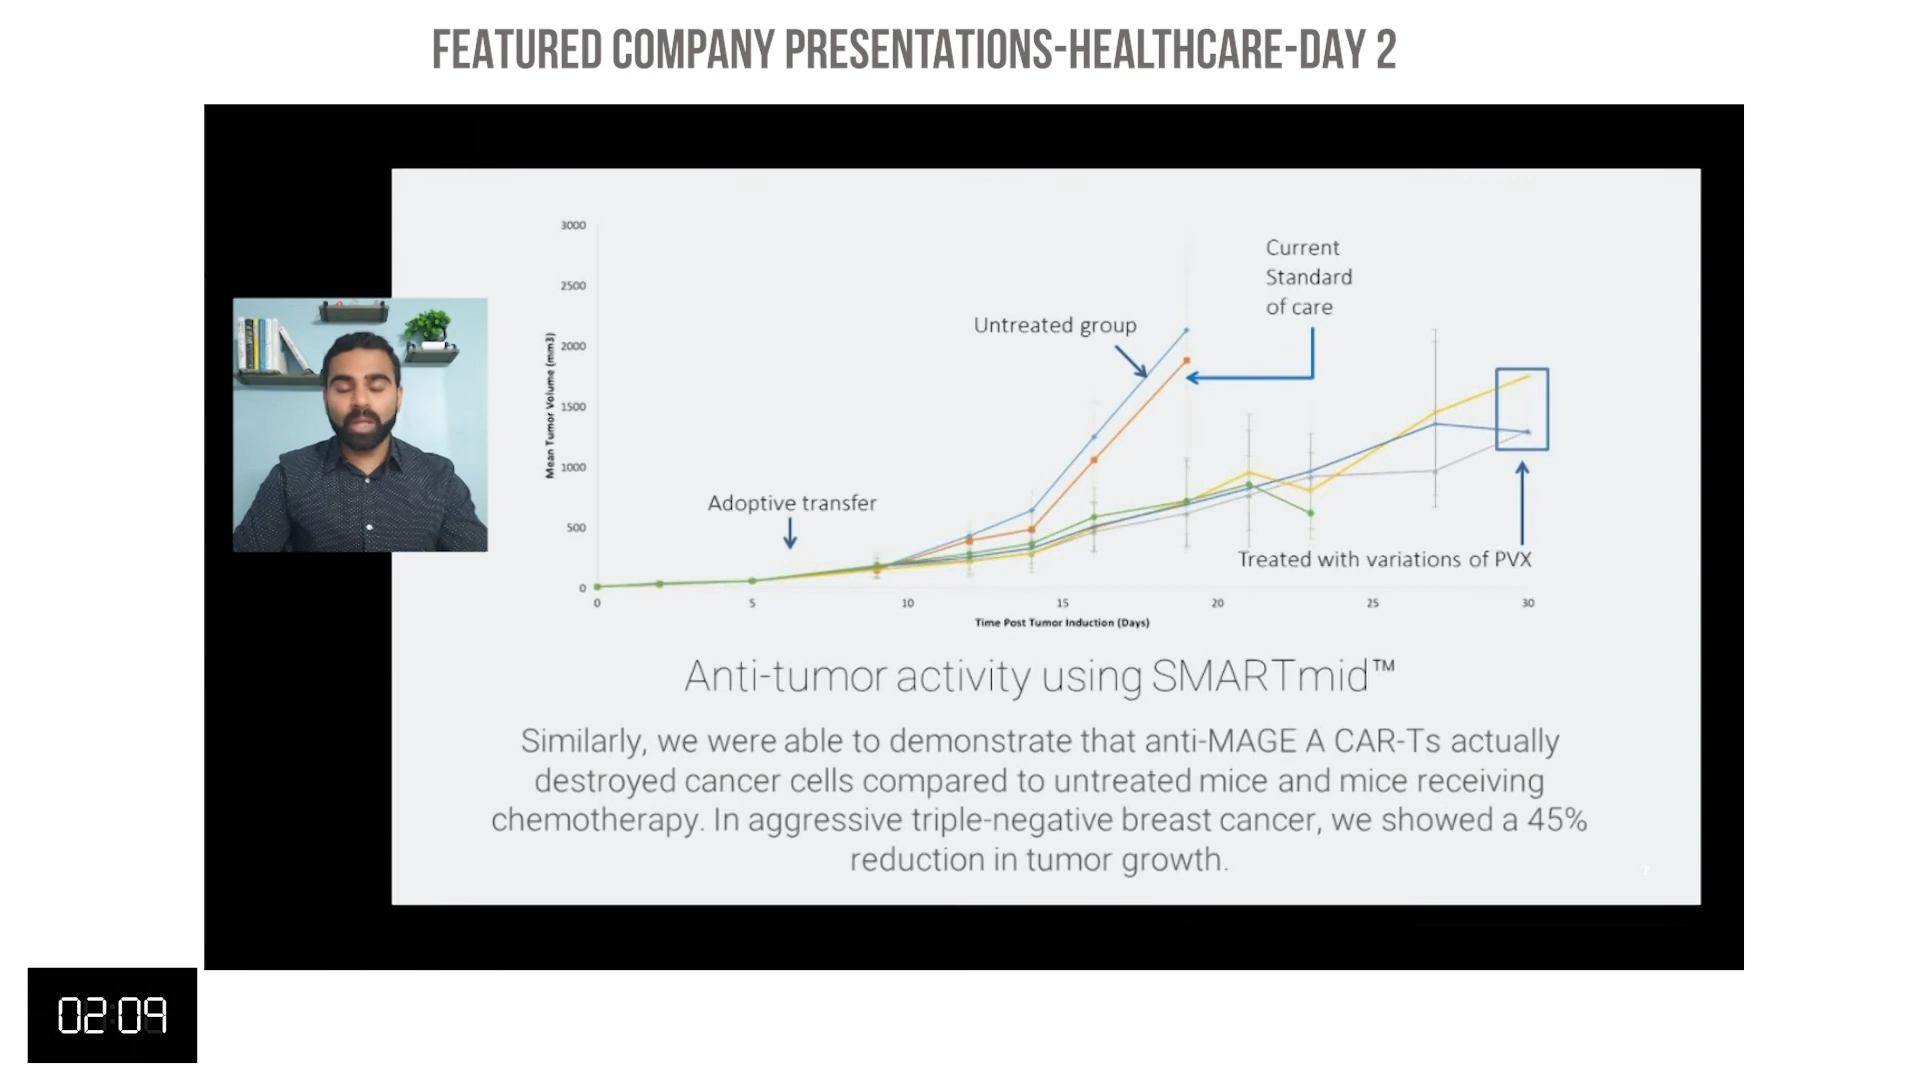 FEATURED COMPANY PRESENTATIONS-HEALTHCARE-DAY 2
3000
2500
2000
1500
1000
500
0
Mean Tumor Volume (mm3)
Current
Standard
of care
Untreated group
Adoptive transfer
Treated with variations of PVX
0 5 10 15 20 25 30
Time Post Tumor Induction (Days)
Anti-tumor activity using SMARTmid™
Similarly, we were able to demonstrate that anti-MAGE A CAR-Ts actually
destroyed cancer cells compared to untreated mice and mice receiving
chemotherapy. In aggressive triple-negative breast cancer, we showed a 45%
reduction in tumor growth.
7
02:09